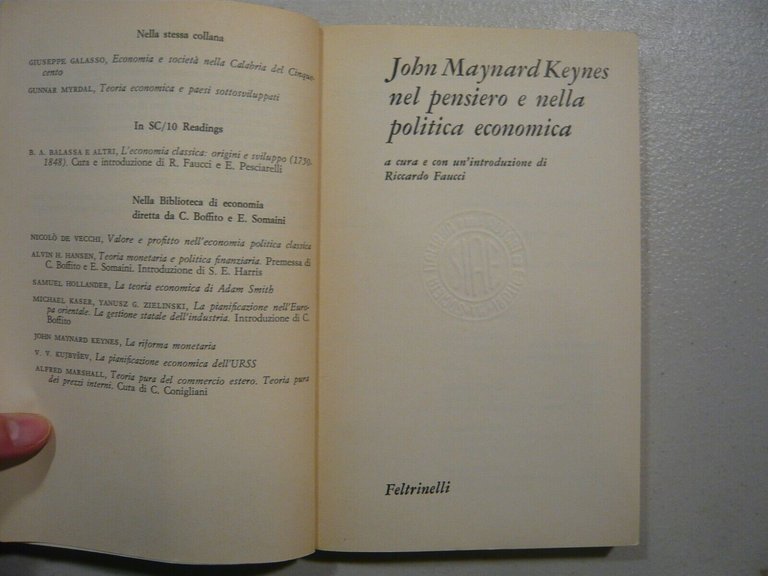 Nella stessa collana
GIUSEPPE GALASSO, Economia e società nella Calabria del Cinque-
cento
GUNNAR MYRDAL, Teoria economica e paesi sottosviluppati
In SC/10 Readings
B. A. BALASSA E ALTRI, L'economia classica: origini e sviluppo (1750-
1848). Cura e introduzione di R. Faucci e E. Pesciarelli
Nella Biblioteca di economia
diretta da C. Boffito e E. Somaini
NICOLÒ DE VECCHI, Valore e profitto nell'economia politica classica
ALVIN H. HANSEN, Teoria monetaria e politica finanziaria. Premessa di
C. Boffito e E. Somaini. Introduzione di S. E. Harris
SAMUEL HOLLANDER, La teoria economica di Adam Smith
MICHAEL KASER, YANUSZ G. ZIELINSKI, La pianificazione nell'Euro-
pa orientale. La gestione statale dell'industria. Introduzione di C.
Boffito
JOHN MAYNARD KEYNES, La riforma monetaria
V. V. KUJBYŠEV, La pianificazione economica dell'URSS
ALFRED MARSHALL, Teoria pura del commercio estero. Teoria pura
dei prezzi interni. Cura di C. Conigliani
John Maynard Keynes
nel pensiero e nella
politica economica
a cura e con un'introduzione di
Riccardo Faucci
Feltrinelli